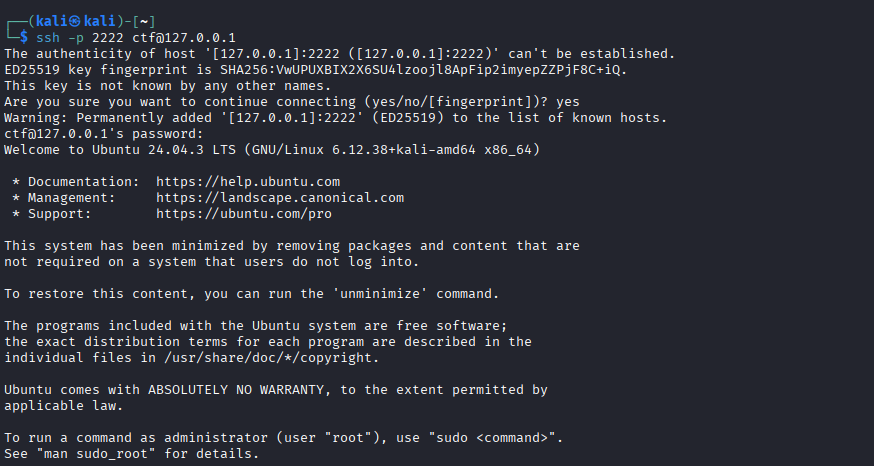 ┌──(kali㉿kali)-[~]
└─$ ssh -p 2222 ctf@127.0.0.1
The authenticity of host '[127.0.0.1]:2222 ([127.0.0.1]:2222)' can't be established.
ED25519 key fingerprint is SHA256:VwUPUXBIX2X6SU4lzoojl8ApFip2imyepZZPjF8C+iQ.
This key is not known by any other names.
Are you sure you want to continue connecting (yes/no/[fingerprint])? yes
Warning: Permanently added '[127.0.0.1]:2222' (ED25519) to the list of known hosts.
ctf@127.0.0.1's password:
Welcome to Ubuntu 24.04.3 LTS (GNU/Linux 6.12.38+kali-amd64 x86_64)

 * Documentation:  https://help.ubuntu.com
 * Management:     https://landscape.canonical.com
 * Support:        https://ubuntu.com/pro

This system has been minimized by removing packages and content that are
not required on a system that users do not log into.

To restore this content, you can run the 'unminimize' command.

The programs included with the Ubuntu system are free software;
the exact distribution terms for each program are described in the
individual files in /usr/share/doc/*/copyright.

Ubuntu comes with ABSOLUTELY NO WARRANTY, to the extent permitted by
applicable law.

To run a command as administrator (user "root"), use "sudo <command>".
See "man sudo_root" for details.